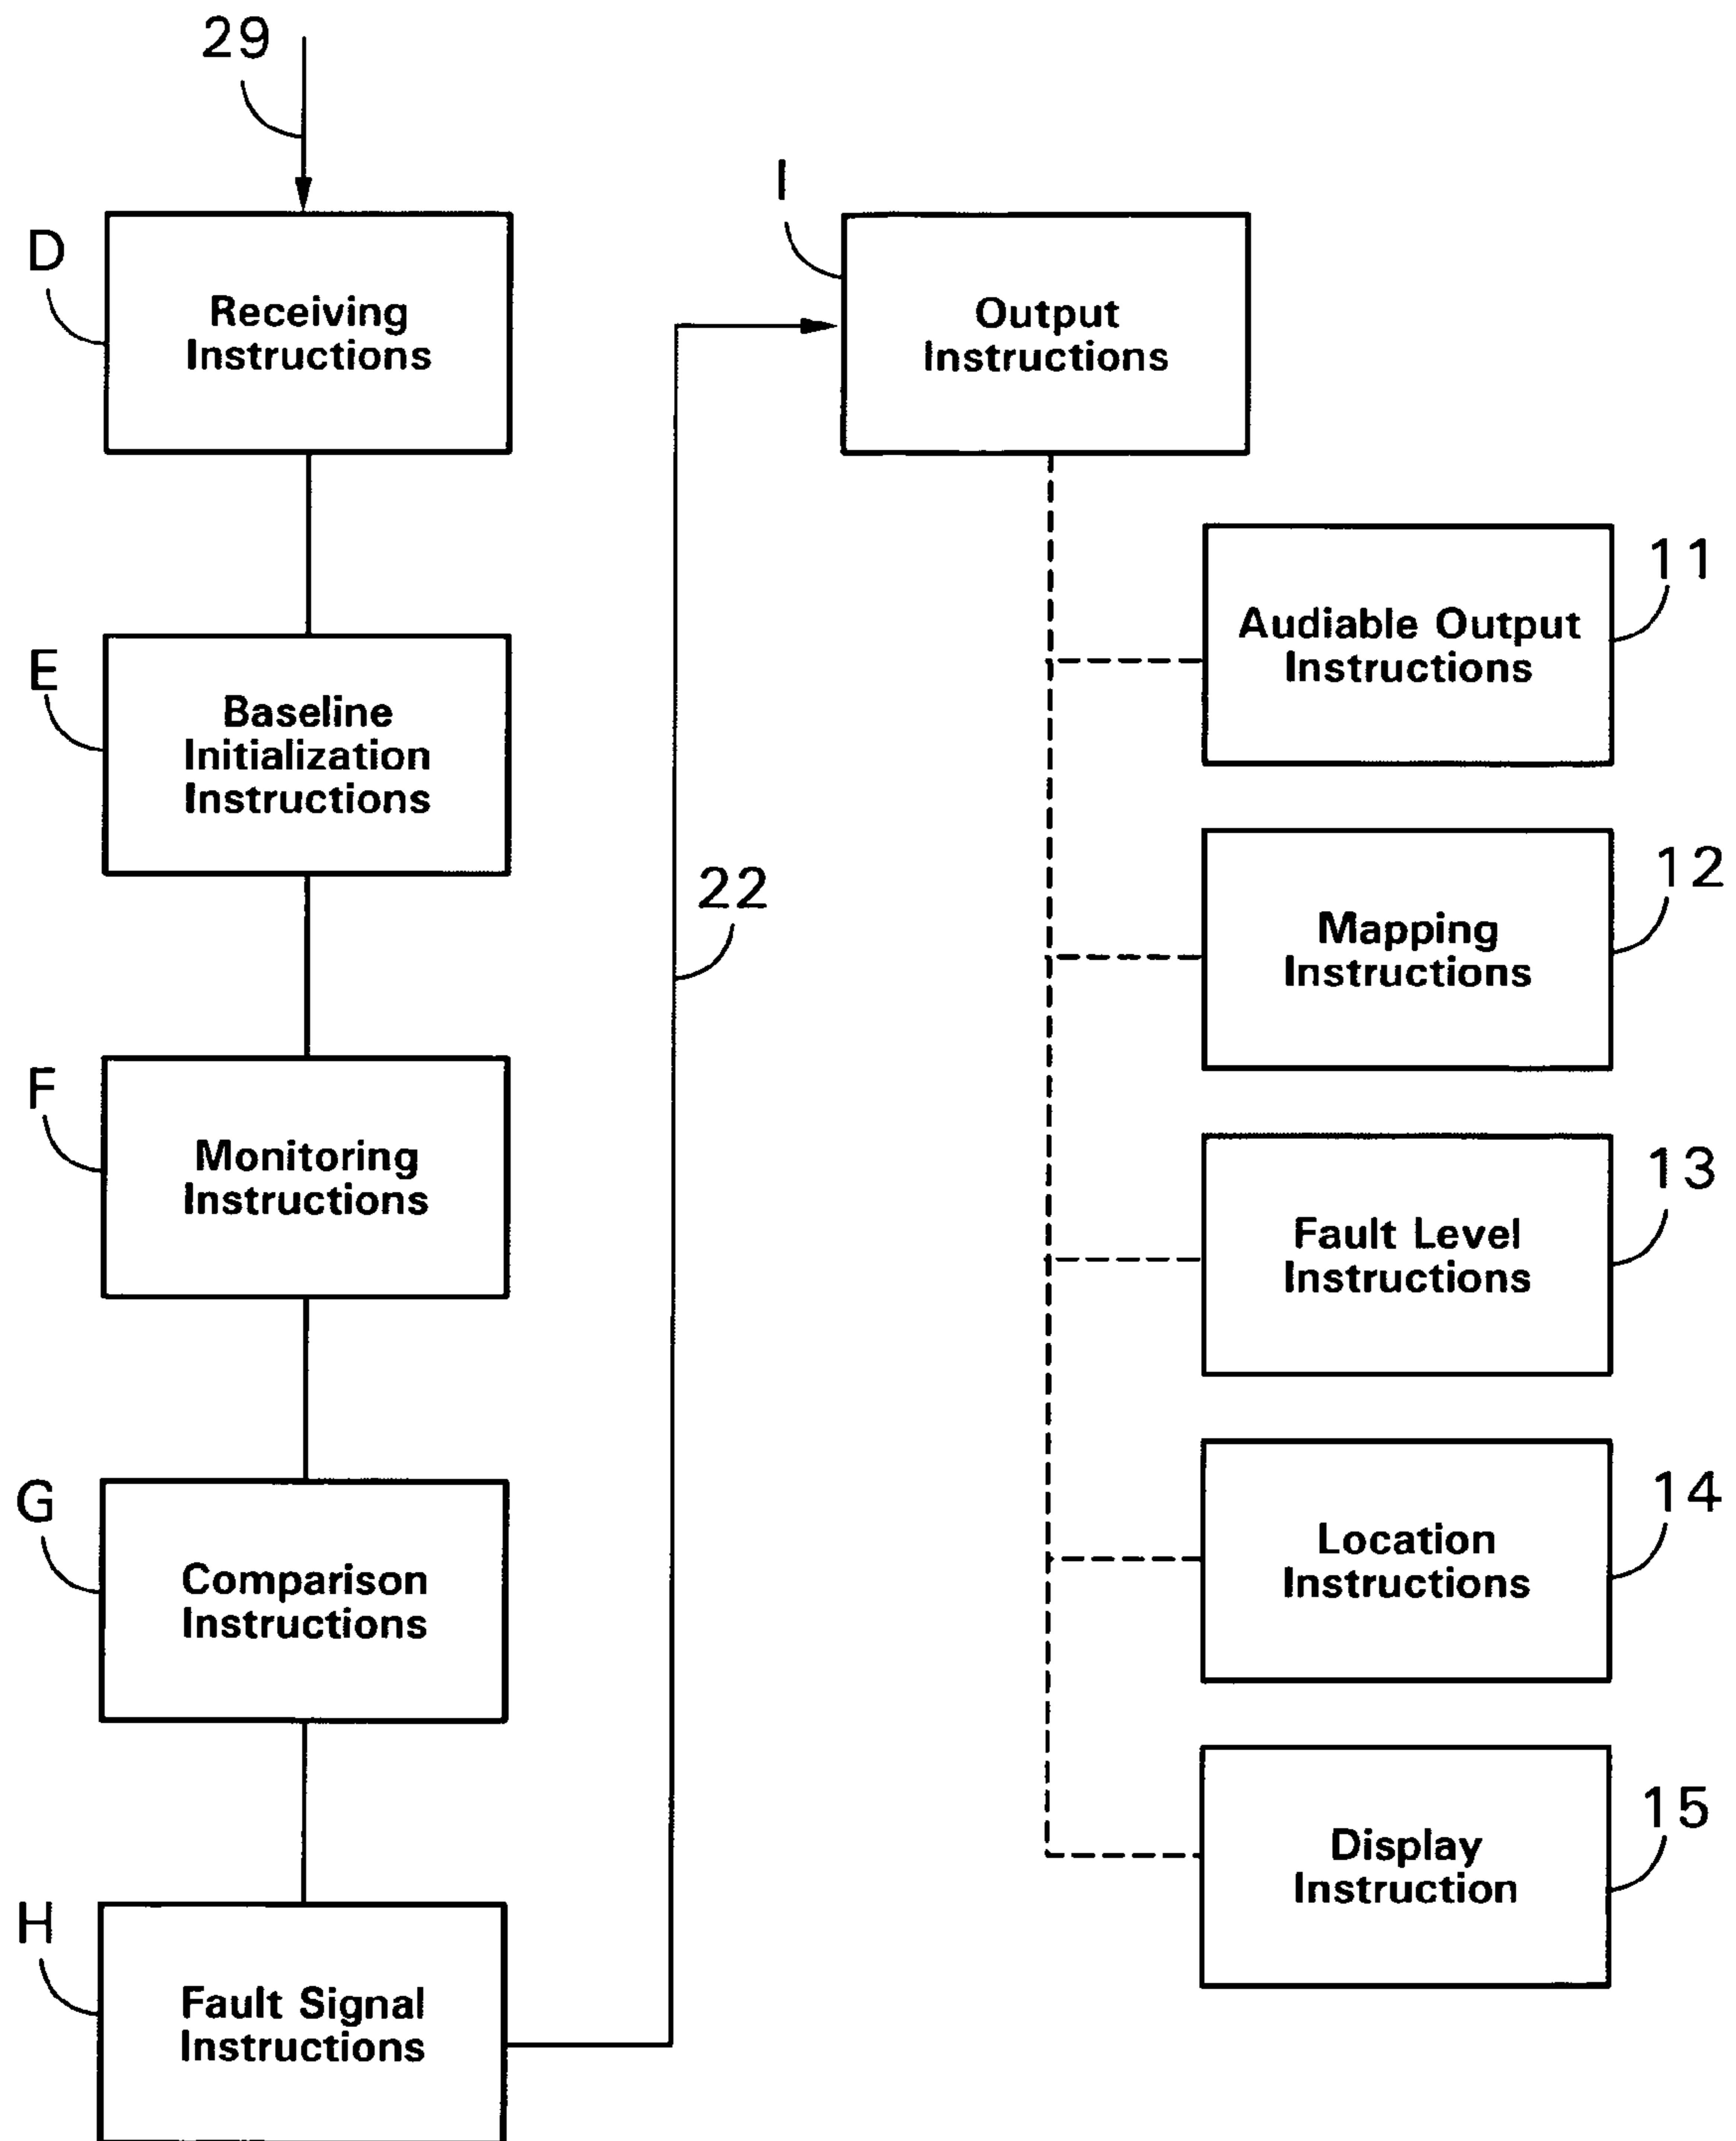 29
D
Receiving
Instructions
E
Baseline
Initialization
Instructions
F
Monitoring
Instructions
G
Comparison
Instructions
H
Fault Signal
Instructions
22
I
Output
Instructions
11
Audiable Output
Instructions
12
Mapping
Instructions
13
Fault Level
Instructions
14
Location
Instructions
15
Display
Instruction